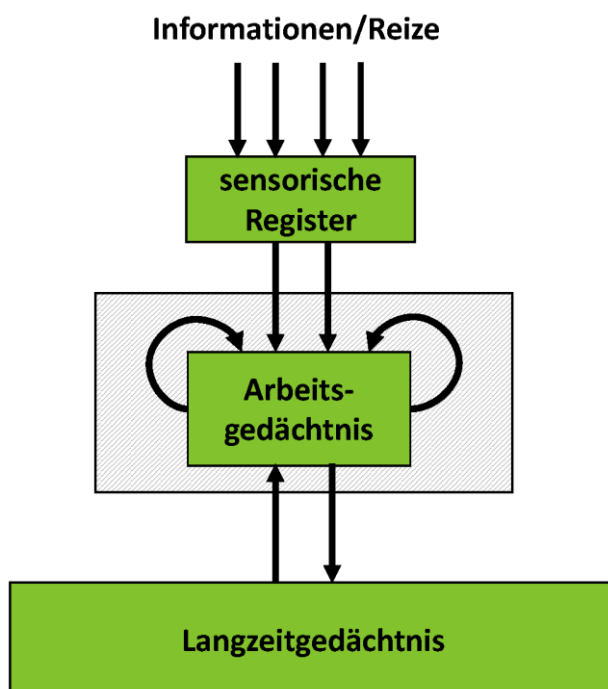 Informationen/Reize
sensorische
Register
Arbeits-
gedächtnis
Langzeitgedächtnis